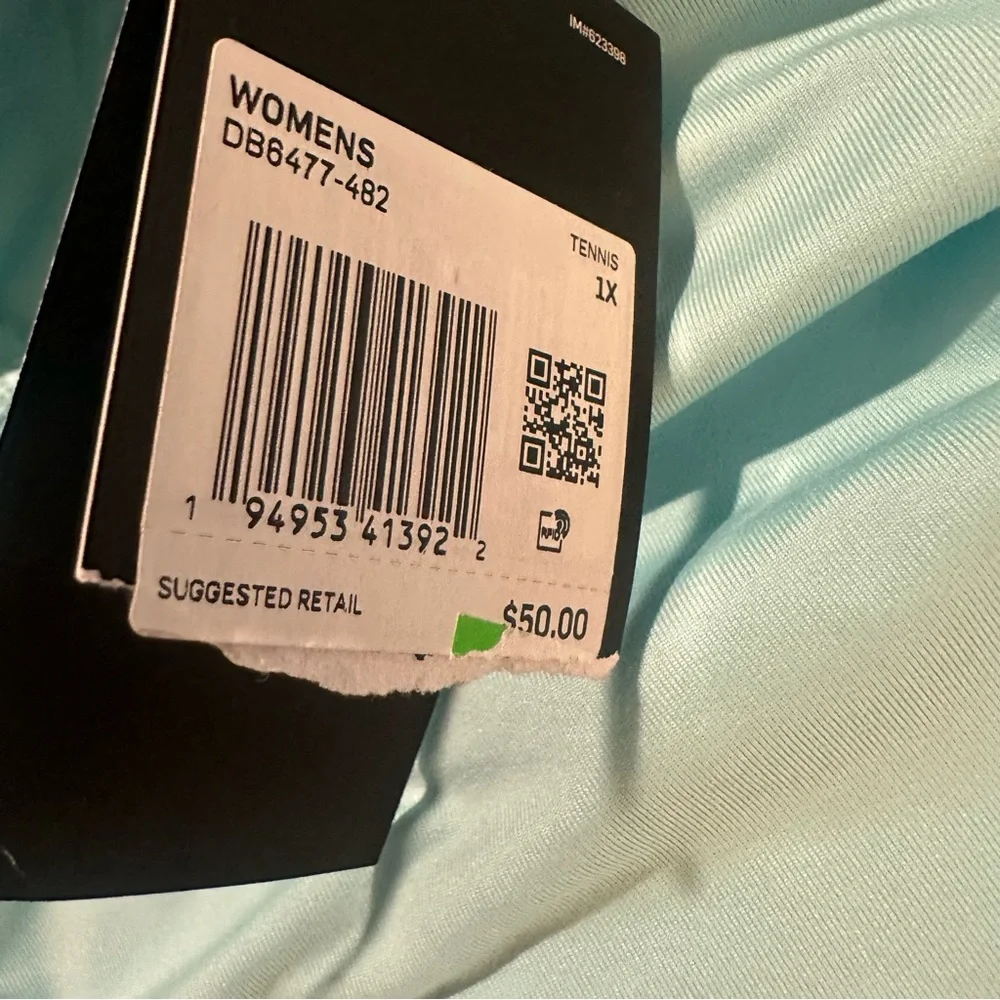 IM#623398
WOMENS
DB6477-482
TENNIS
1X
1 94953 41392 2
RFID
SUGGESTED RETAIL $50.00